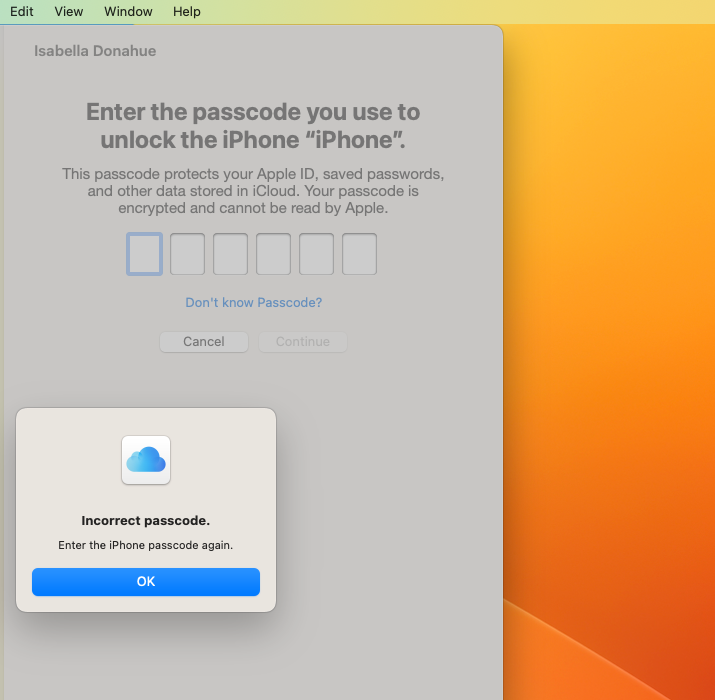 Edit View Window Help
Isabella Donahue
Enter the passcode you use to
unlock the iPhone “iPhone”.
This passcode protects your Apple ID, saved passwords,
and other data stored in iCloud. Your passcode is
encrypted and cannot be read by Apple.
Don't know Passcode?
Cancel Continue
Incorrect passcode.
Enter the iPhone passcode again.
OK